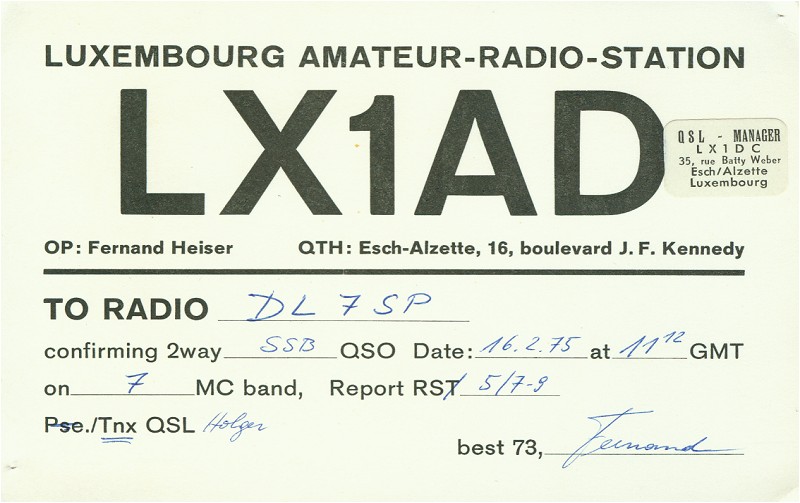 LUXEMBOURG AMATEUR-RADIO-STATION
LX1AD
QSL - MANAGER
LX1DC
35, rue Batty Weber
Esch/Alzette
Luxembourg
OP: Fernand Heiser QTH: Esch-Alzette, 16, boulevard J. F. Kennedy
TO RADIO DL 7 SP
confirming 2way SSB QSO Date: 16.2.75 at 11 12 GMT
on 7 MC band, Report RST 5/7-9
Pse./Tnx QSL Holger
best 73, Fernand